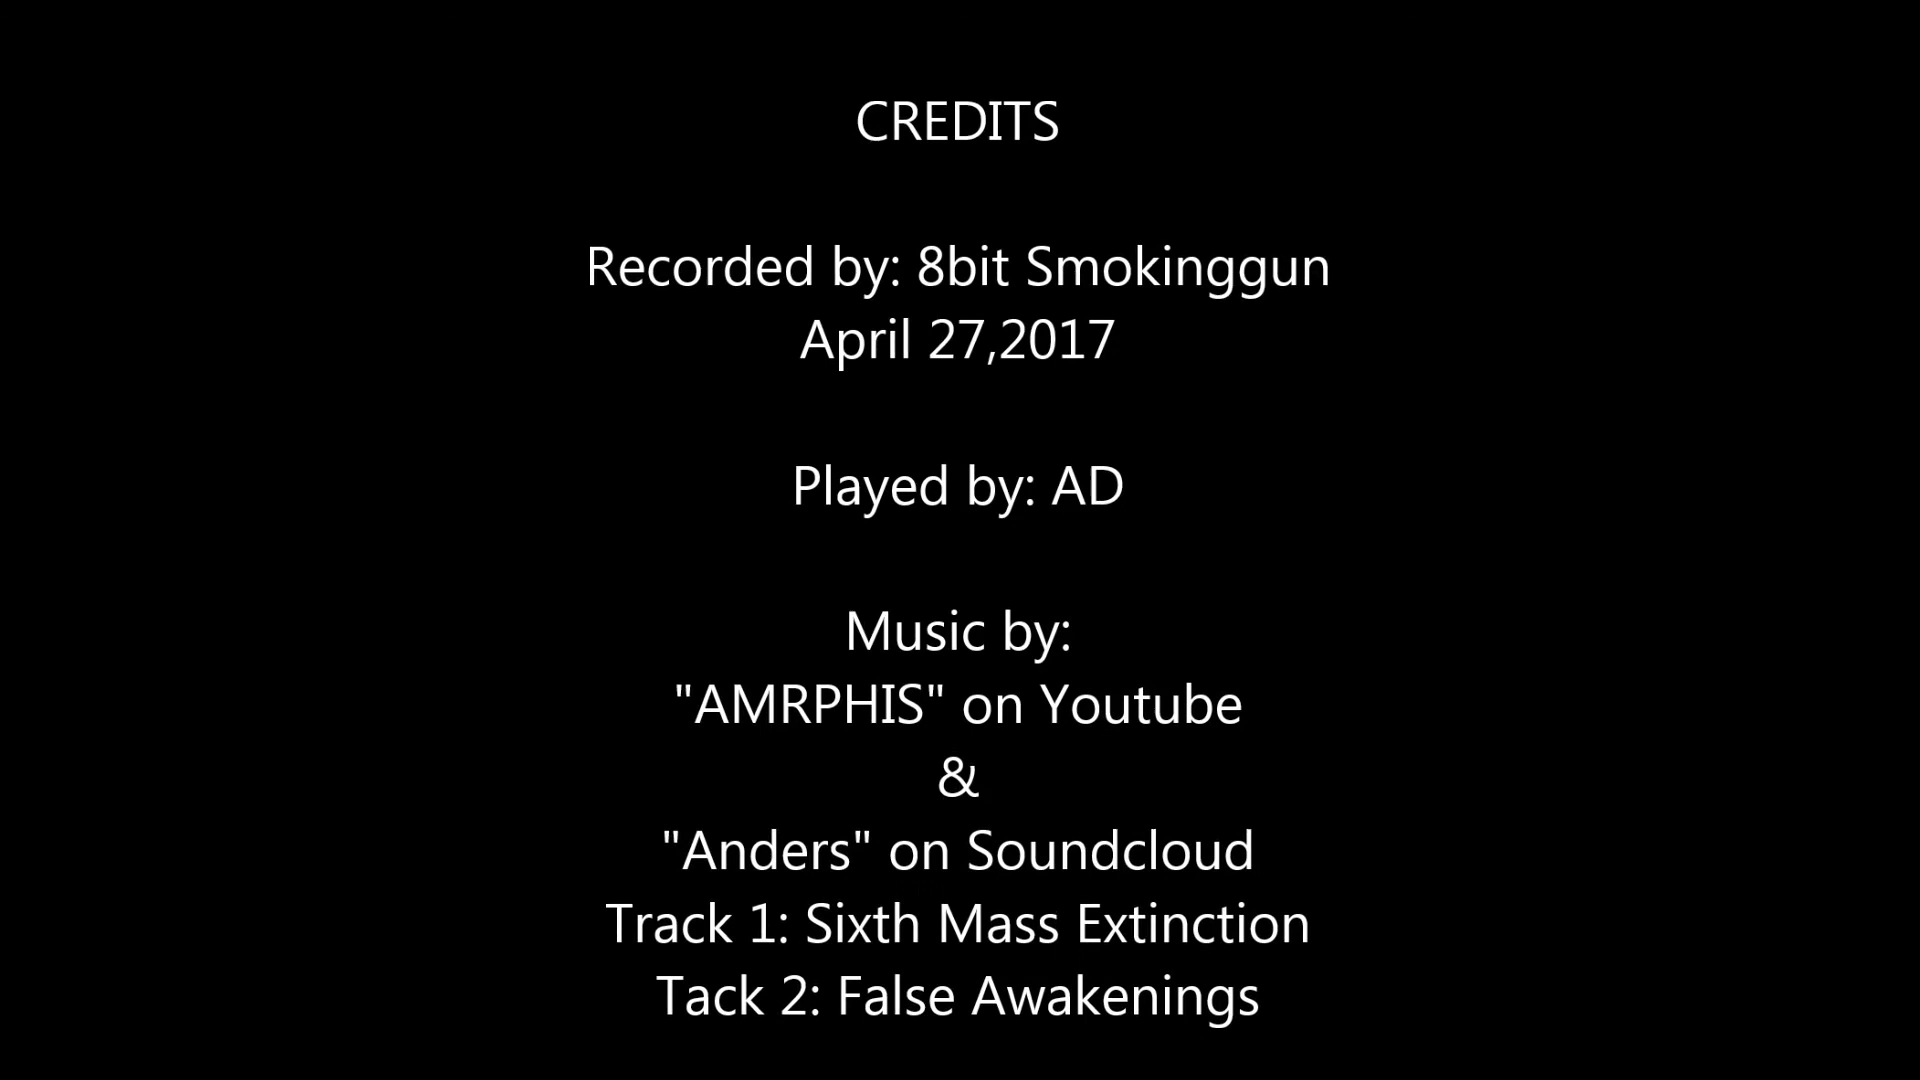 CREDITS
Recorded by: 8bit Smokinggun
April 27,2017
Played by: AD
Music by:
"AMRPHIS" on Youtube
&
"Anders" on Soundcloud
Track 1: Sixth Mass Extinction
Tack 2: False Awakenings